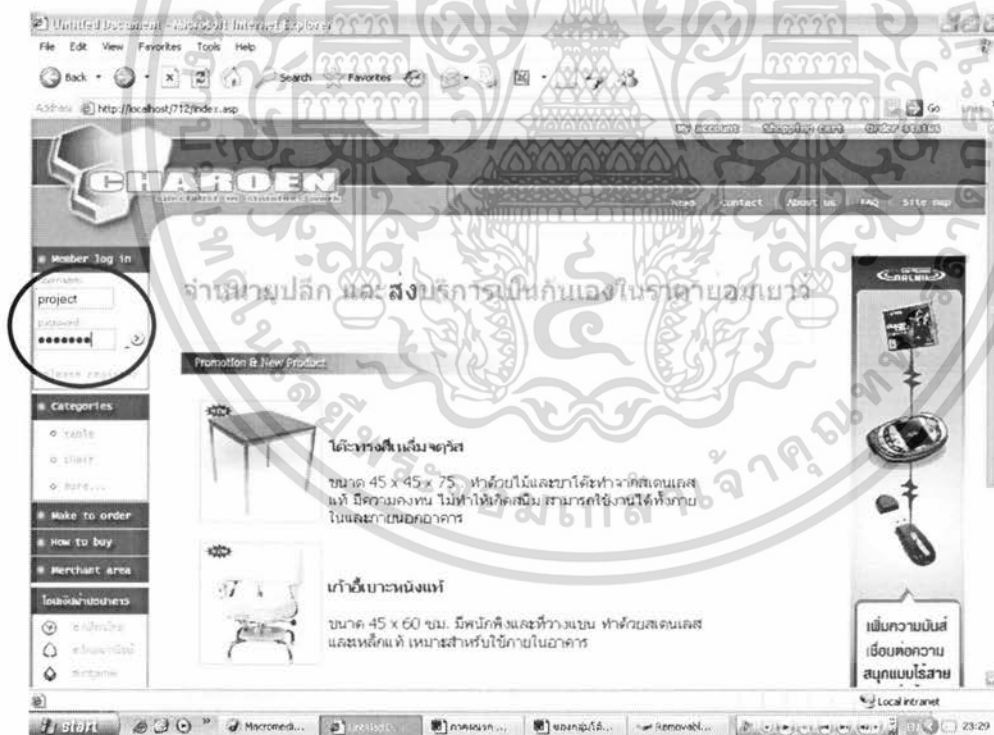 Untitled Document - Microsoft Internet Explorer
File Edit View Favorites Tools Help
Back Search Favorites
Address http://localhost/712/index.asp Go Links
My account Shopping cart Order status
CHAROEN
News Contact About us FAQ Site map
Member log in
username
project
password
•••••••
please register
จำหน่ายปลีก และส่งบริการเป็นกันเองในราคาย่อมเยาว์
Promotion & New Product
Categories
table
chair
more...
Make to order
How to buy
Merchant area
NEW
โต๊ะทรงสี่เหลี่ยมจตุรัส
ขนาด 45 x 45 x 75 ทำด้วยไม้และขาโต๊ะทำจากสเตนเลส
แท้ มีความคงทน ไม่ทำให้เกิดสนิม สามารถใช้งานได้ทั้งภาย
ในและภายนอกอาคาร
NEW
เก้าอี้เบาะหนังแท้
ขนาด 45 x 60 ซม. มีพนักพิงและที่วางแขน ทำด้วยสเตนเลส
และเหล็กแท้ เหมาะสำหรับใช้ภายในอาคาร
เพิ่มความมันส์
เชื่อมต่อความ
สนุกแบบไร้สาย
Local intranet
start Macromedi... ภาคผนวก ... Removabl... 23:29